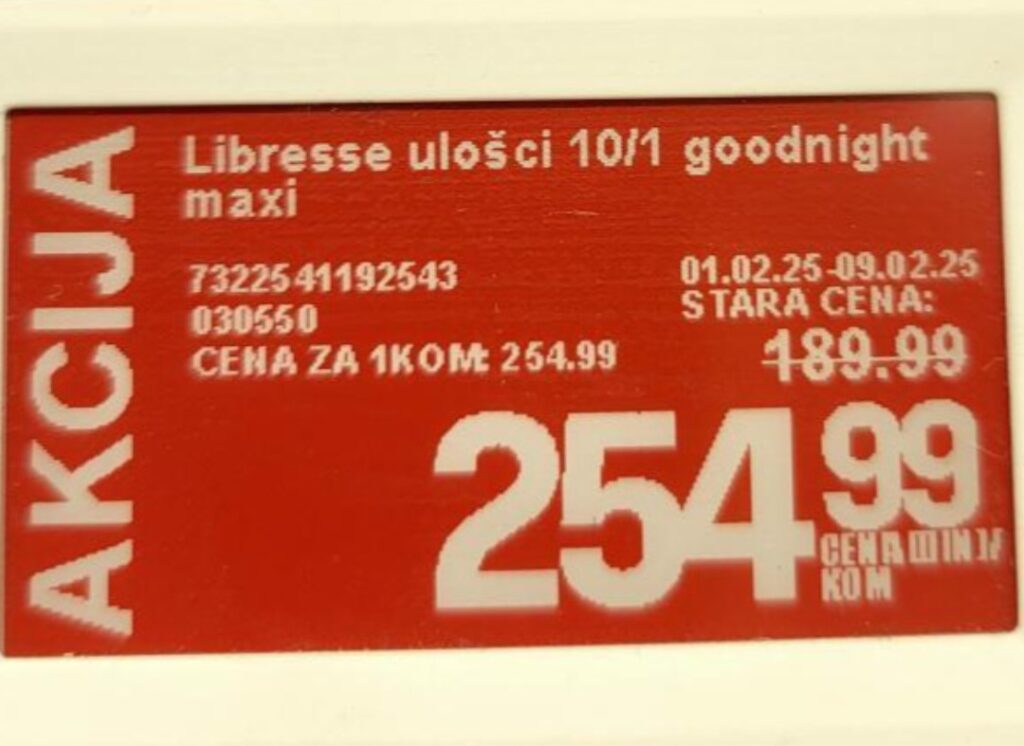 AKCIJA
Libresse ulošci 10/1 goodnight
maxi
7322541192543
030550
CENA ZA 1KOM: 254.99
01.02.25-09.02.25
STARA CENA:
189.99
254 99
CENA
KOM